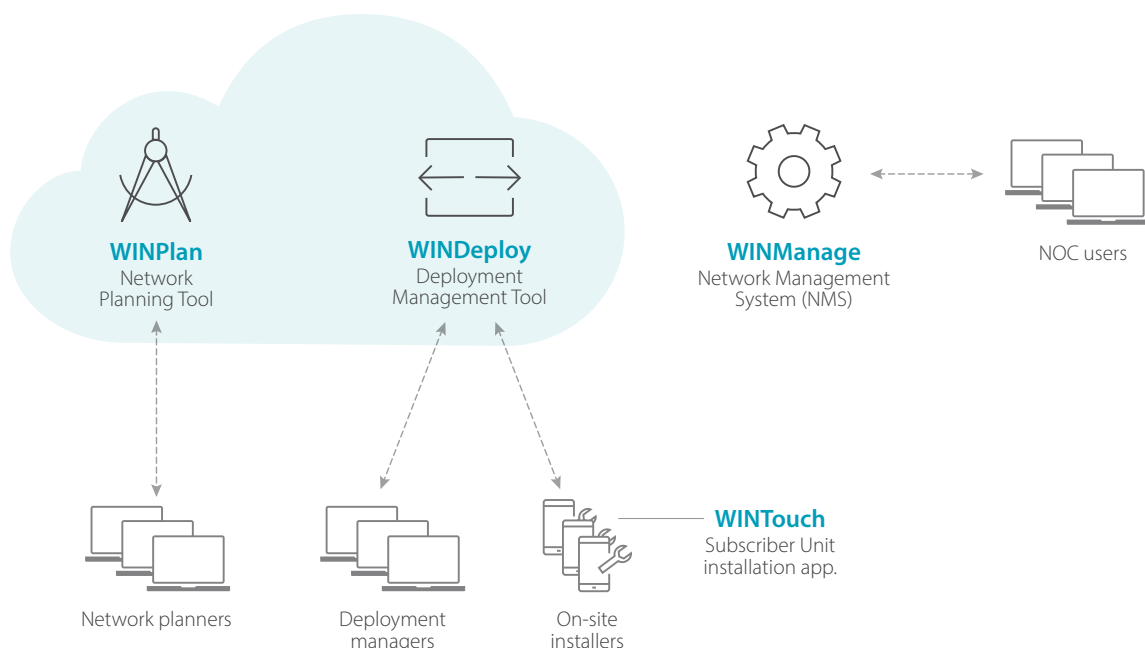 WINPlan
Network
Planning Tool
WINDeploy
Deployment
Management Tool
WINManage
Network Management
System (NMS)
NOC users
WINTouch
Subscriber Unit
installation app.
Network planners
Deployment
managers
On-site
installers